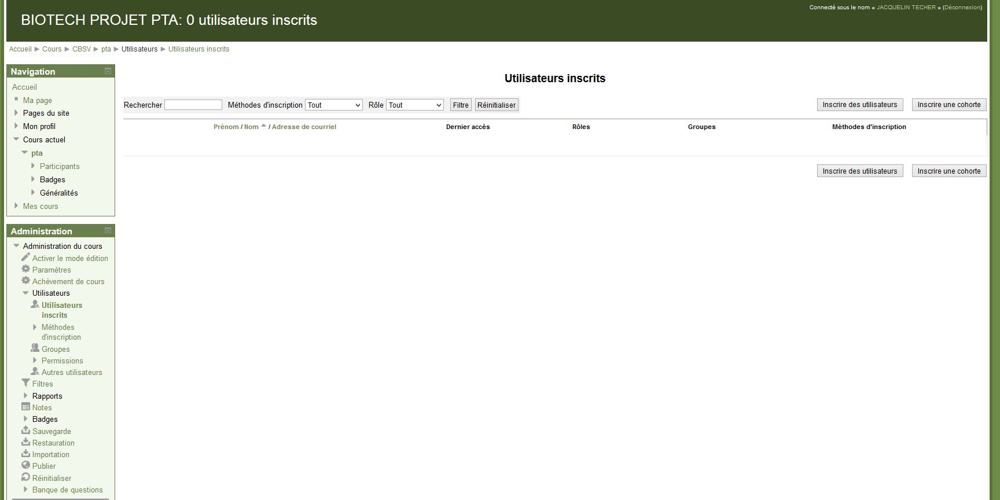 Connecté sous le nom « JACQUELIN TECHER » (Déconnexion)
BIOTECH PROJET PTA: 0 utilisateurs inscrits
Accueil ► Cours ► CBSV ► pta ► Utilisateurs ► Utilisateurs inscrits
Navigation
Accueil
Ma page
Pages du site
Mon profil
Cours actuel
pta
Participants
Badges
Généralités
Mes cours
Administration
Administration du cours
Activer le mode édition
Paramètres
Achèvement de cours
Utilisateurs
Utilisateurs
inscrits
Méthodes
d'inscription
Groupes
Permissions
Autres utilisateurs
Filtres
Rapports
Notes
Badges
Sauvegarde
Restauration
Importation
Publier
Réinitialiser
Banque de questions
Utilisateurs inscrits
Rechercher Méthodes d'inscription Tout Rôle Tout Filtre Réinitialiser Inscrire des utilisateurs Inscrire une cohorte
Prénom / Nom / Adresse de courriel Dernier accès Rôles Groupes Méthodes d'inscription
Inscrire des utilisateurs Inscrire une cohorte